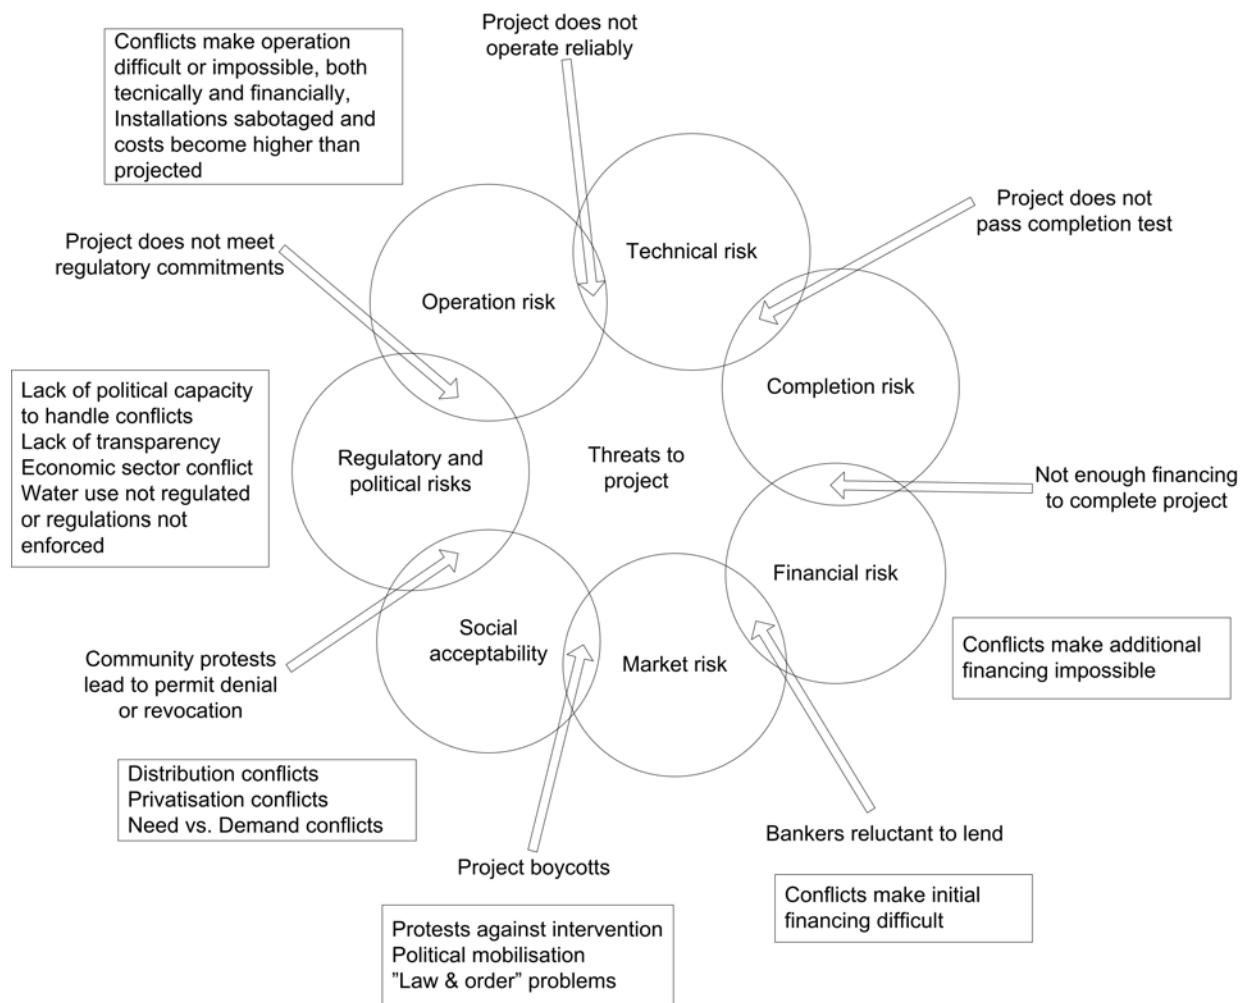 Project does not
operate reliably
Conflicts make operation
difficult or impossible, both
tecnically and financially,
Installations sabotaged and
costs become higher than
projected
Project does not
pass completion test
Technical risk
Project does not meet
regulatory commitments
Operation risk
Completion risk
Lack of political capacity
to handle conflicts
Lack of transparency
Economic sector conflict
Water use not regulated
or regulations not
enforced
Regulatory and
political risks
Threats to
project
Not enough financing
to complete project
Financial risk
Social
acceptability
Market risk
Community protests
lead to permit denial
or revocation
Conflicts make additional
financing impossible
Distribution conflicts
Privatisation conflicts
Need vs. Demand conflicts
Bankers reluctant to lend
Project boycotts
Conflicts make initial
financing difficult
Protests against intervention
Political mobilisation
”Law & order” problems